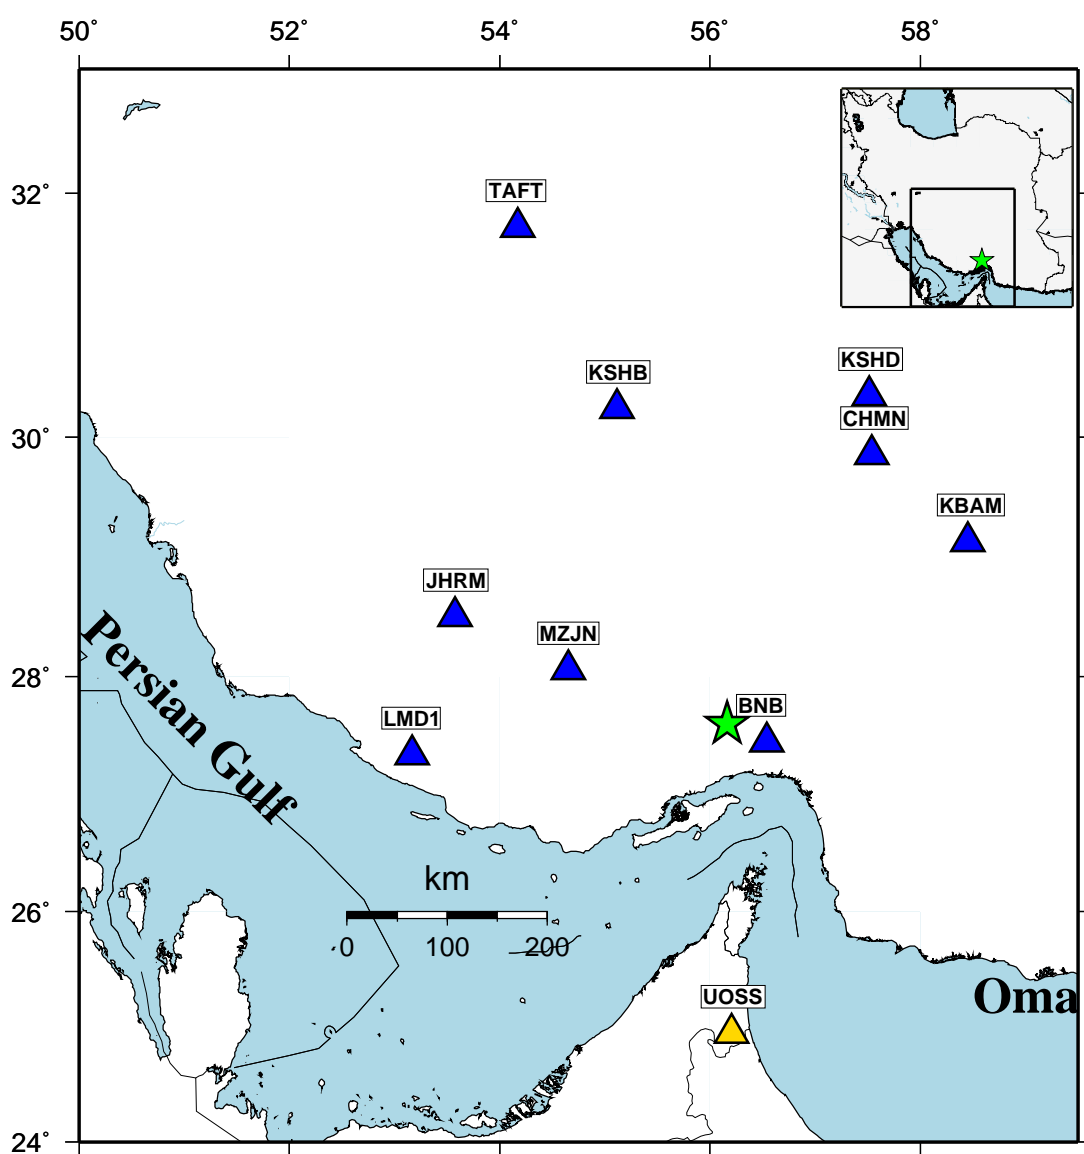 50˚ 52˚ 54˚ 56˚ 58˚
32˚
TAFT
KSHB
KSHD
CHMN
30˚
KBAM
JHRM
MZJN
28˚
BNB
LMD1
Persian Gulf
km
26˚
0 100 200
UOSS
Oma
24˚